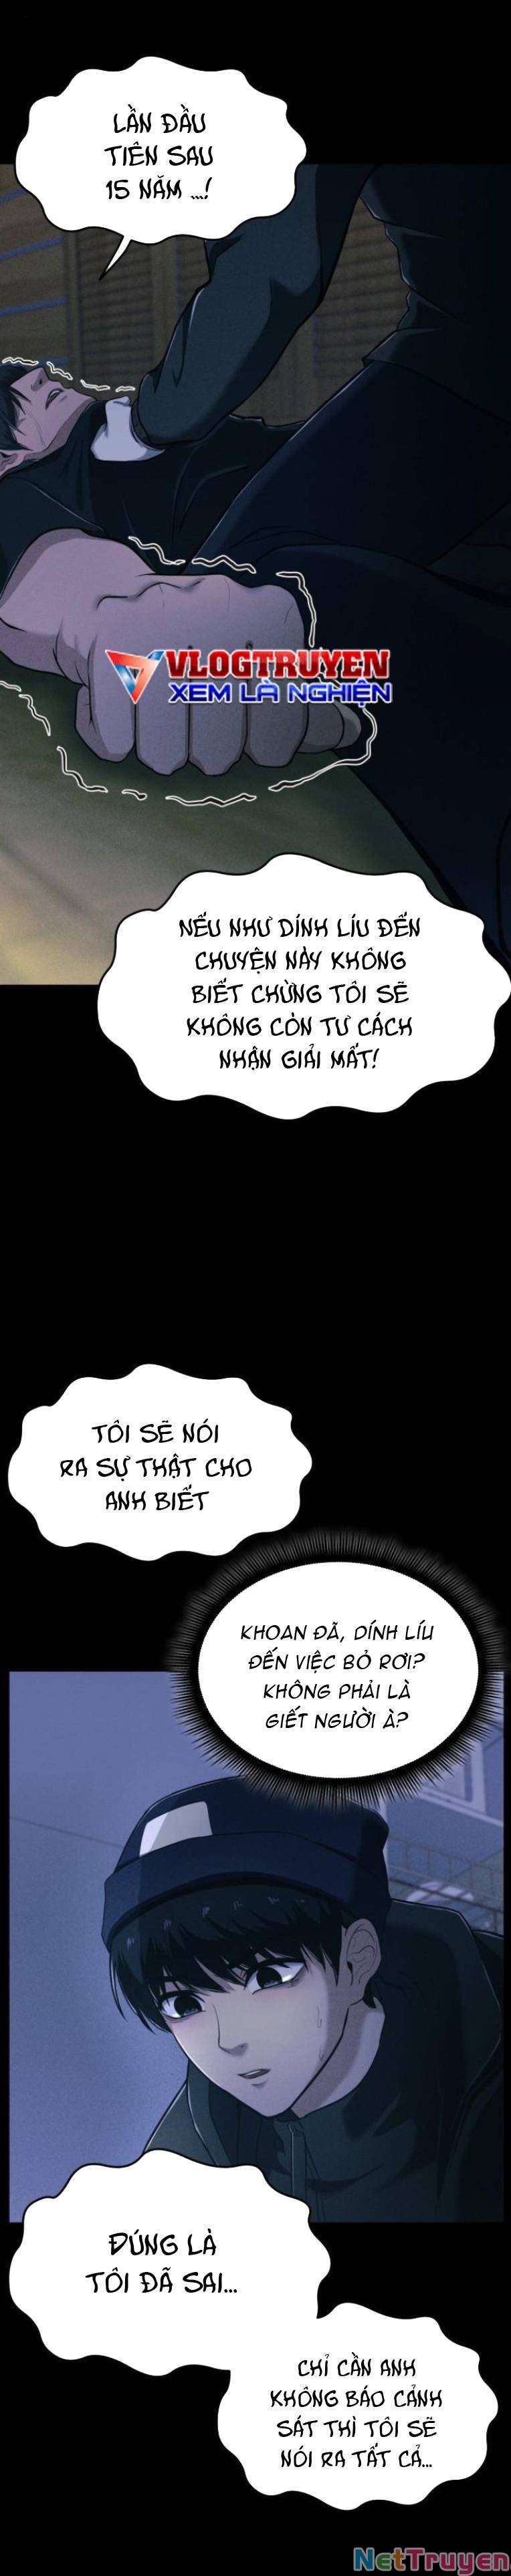 LẦN ĐẦU
TIÊN SAU
15 NĂM ...!
VLOGTRUYEN
XEM LÀ NGHIỆN
NẾU NHƯ DÍNH LÍU ĐẾN
CHUYỆN NÀY KHÔNG
BIẾT CHỪNG TÔI SẼ
KHÔNG CÒN TƯ CÁCH
NHẬN GIẢI MẤT!
TÔI SẼ NÓI
RA SỰ THẬT CHO
ANH BIẾT
KHOAN ĐÃ, DÍNH LÍU
ĐẾN VIỆC BỎ RƠI?
KHÔNG PHẢI LÀ
GIẾT NGƯỜI À?
ĐÚNG LÀ
TÔI ĐÃ SAI...
CHỈ CẦN ANH
KHÔNG BÁO CẢNH
SÁT THÌ TÔI SẼ
NÓI RA TẤT CẢ...
NetTruyen